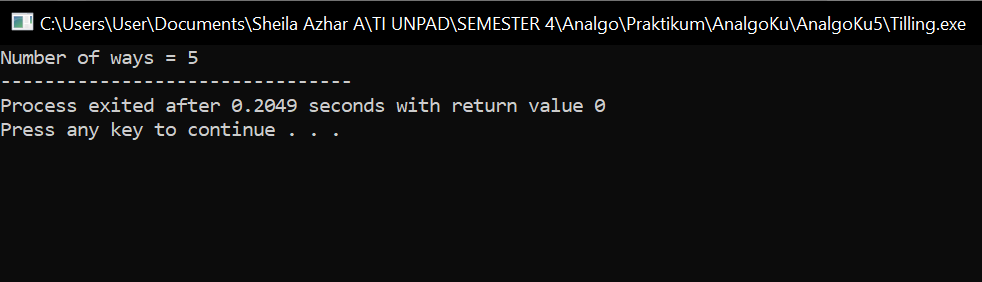 C:\Users\User\Documents\Sheila Azhar A\TI UNPAD\SEMESTER 4\Analgo\Praktikum\AnalgoKu\AnalgoKu5\Tilling.exe
Number of ways = 5
--------------------------------
Process exited after 0.2049 seconds with return value 0
Press any key to continue . . .